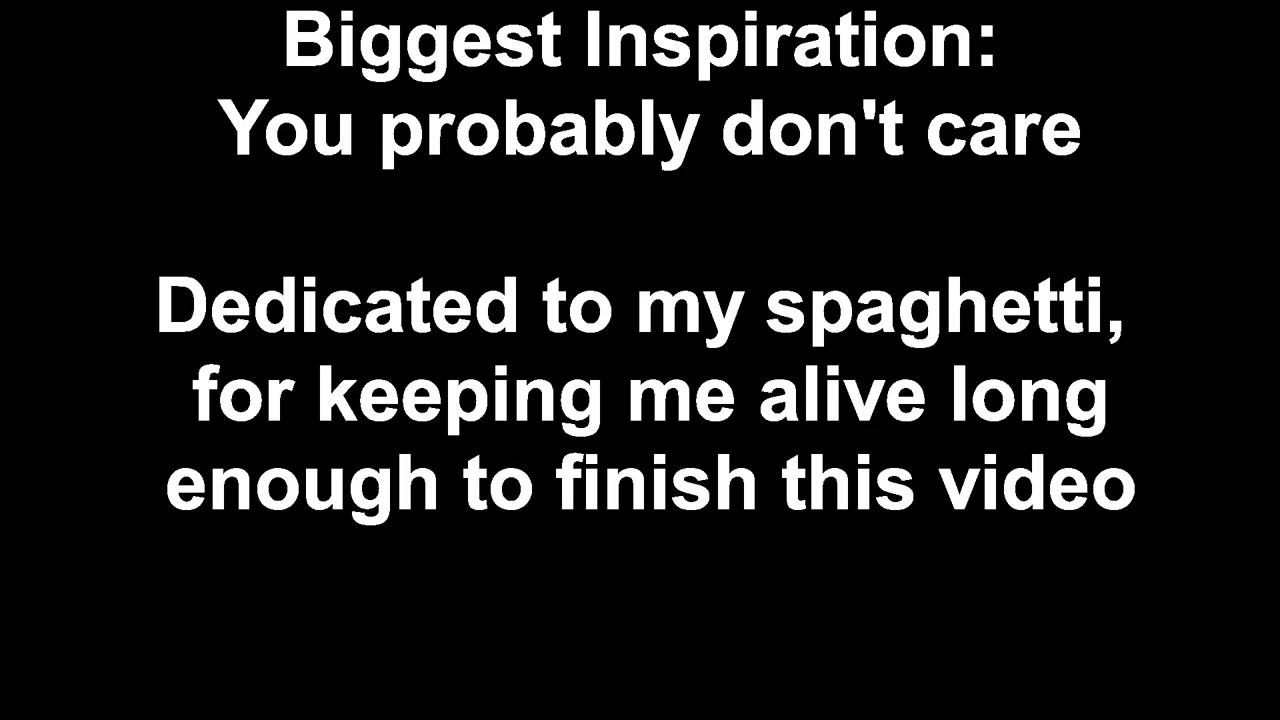 Biggest Inspiration:
You probably don't care
Dedicated to my spaghetti,
for keeping me alive long
enough to finish this video